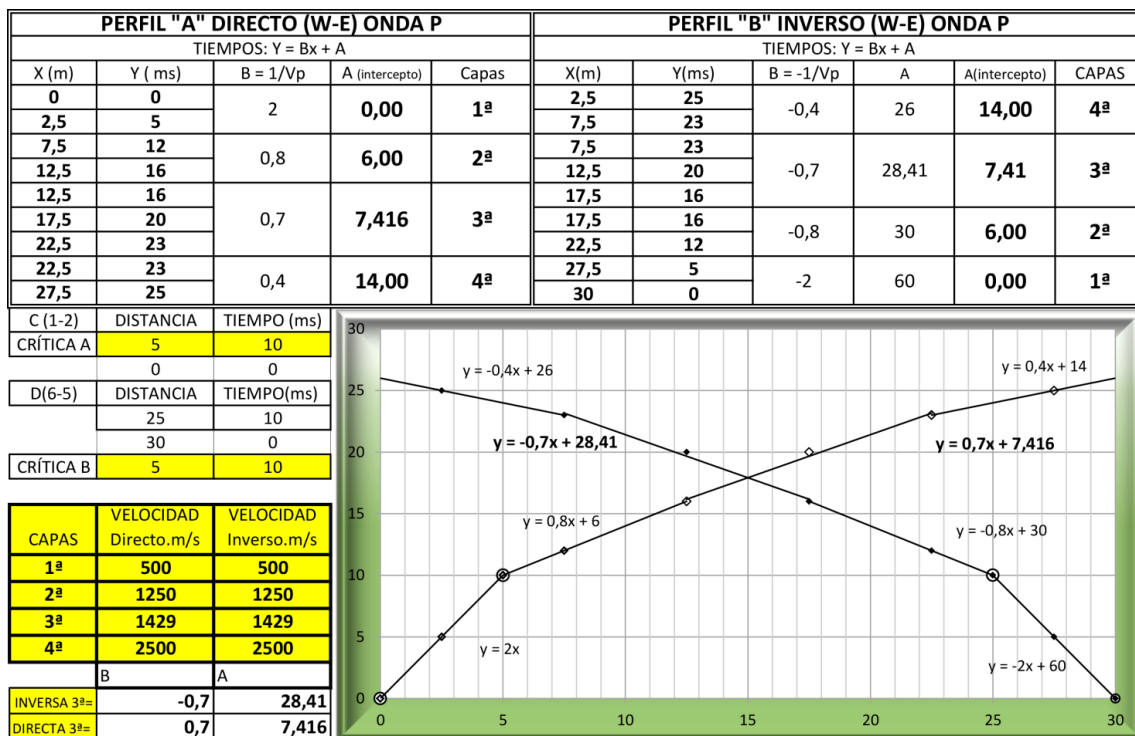 PERFIL "A" DIRECTO (W-E) ONDA P
TIEMPOS: Y = Bx + A
X (m) Y ( ms) B = 1/Vp A (intercepto) Capas
0 0 2 0,00 1ª
2,5 5
7,5 12 0,8 6,00 2ª
12,5 16
12,5 16 0,7 7,416 3ª
17,5 20
22,5 23
22,5 23 0,4 14,00 4ª
27,5 25
PERFIL "B" INVERSO (W-E) ONDA P
TIEMPOS: Y = Bx + A
X(m) Y(ms) B = -1/Vp A A(intercepto) CAPAS
2,5 25 -0,4 26 14,00 4ª
7,5 23
7,5 23 -0,7 28,41 7,41 3ª
12,5 20
17,5 16
17,5 16 -0,8 30 6,00 2ª
22,5 12
27,5 5 -2 60 0,00 1ª
30 0
C (1-2) DISTANCIA TIEMPO (ms)
CRÍTICA A 5 10
0 0
D(6-5) DISTANCIA TIEMPO(ms)
25 10
30 0
CRÍTICA B 5 10
CAPAS VELOCIDAD Directo.m/s VELOCIDAD Inverso.m/s
1ª 500 500
2ª 1250 1250
3ª 1429 1429
4ª 2500 2500
B A
INVERSA 3ª= -0,7 28,41
DIRECTA 3ª= 0,7 7,416
30
25
20
15
10
5
0
y = -0,4x + 26
y = 0,4x + 14
y = -0,7x + 28,41
y = 0,7x + 7,416
y = 0,8x + 6
y = -0,8x + 30
y = 2x
y = -2x + 60
0 5 10 15 20 25 30